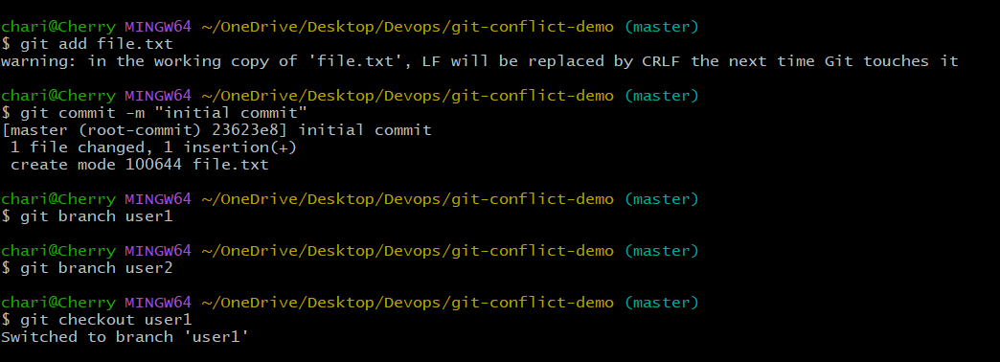 chari@Cherry MINGW64 ~/OneDrive/Desktop/Devops/git-conflict-demo (master)
$ git add file.txt
warning: in the working copy of 'file.txt', LF will be replaced by CRLF the next time Git touches it
chari@Cherry MINGW64 ~/OneDrive/Desktop/Devops/git-conflict-demo (master)
$ git commit -m "initial commit"
[master (root-commit) 23623e8] initial commit
 1 file changed, 1 insertion(+)
 create mode 100644 file.txt
chari@Cherry MINGW64 ~/OneDrive/Desktop/Devops/git-conflict-demo (master)
$ git branch user1
chari@Cherry MINGW64 ~/OneDrive/Desktop/Devops/git-conflict-demo (master)
$ git branch user2
chari@Cherry MINGW64 ~/OneDrive/Desktop/Devops/git-conflict-demo (master)
$ git checkout user1
Switched to branch 'user1'